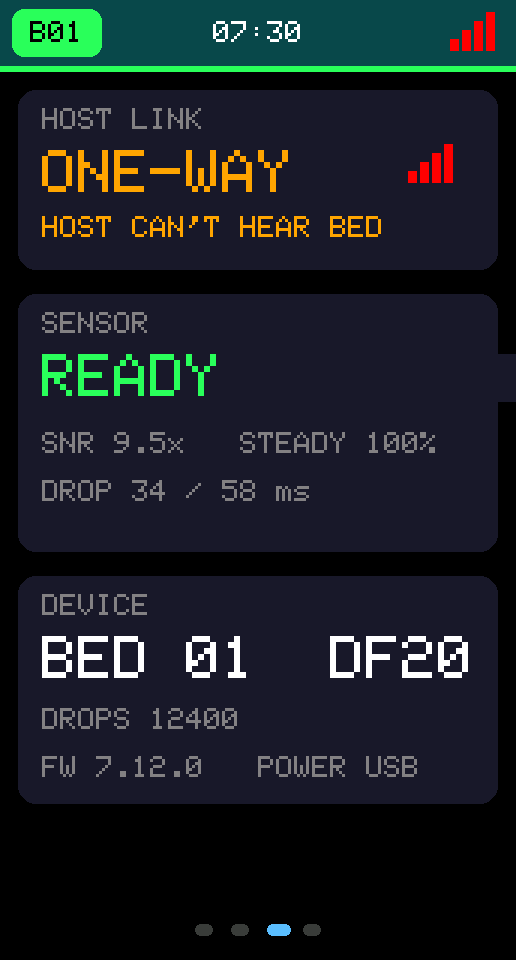 B01 07:30
HOST LINK
ONE-WAY
HOST CAN'T HEAR BED
SENSOR
READY
SNR 9.5x STEADY 100%
DROP 34 / 58 ms
DEVICE
BED 01 DF20
DROPS 12400
FW 7.12.0 POWER USB